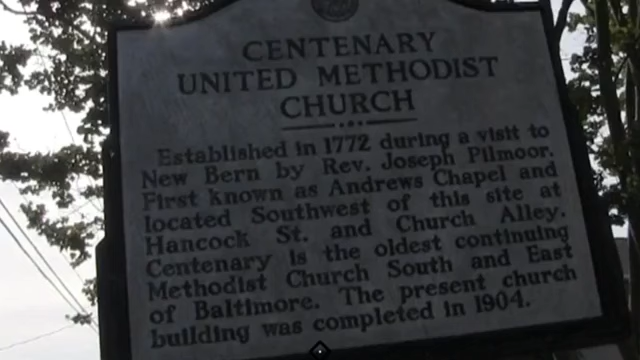 CENTENARY
UNITED METHODIST
CHURCH
Established in 1772 during a visit to
New Bern by Rev. Joseph Pilmoor.
First known as Andrews Chapel and
located Southwest of this site at
Hancock St. and Church Alley.
Centenary is the oldest continuing
Methodist Church South and East
of Baltimore. The present church
building was completed in 1904.